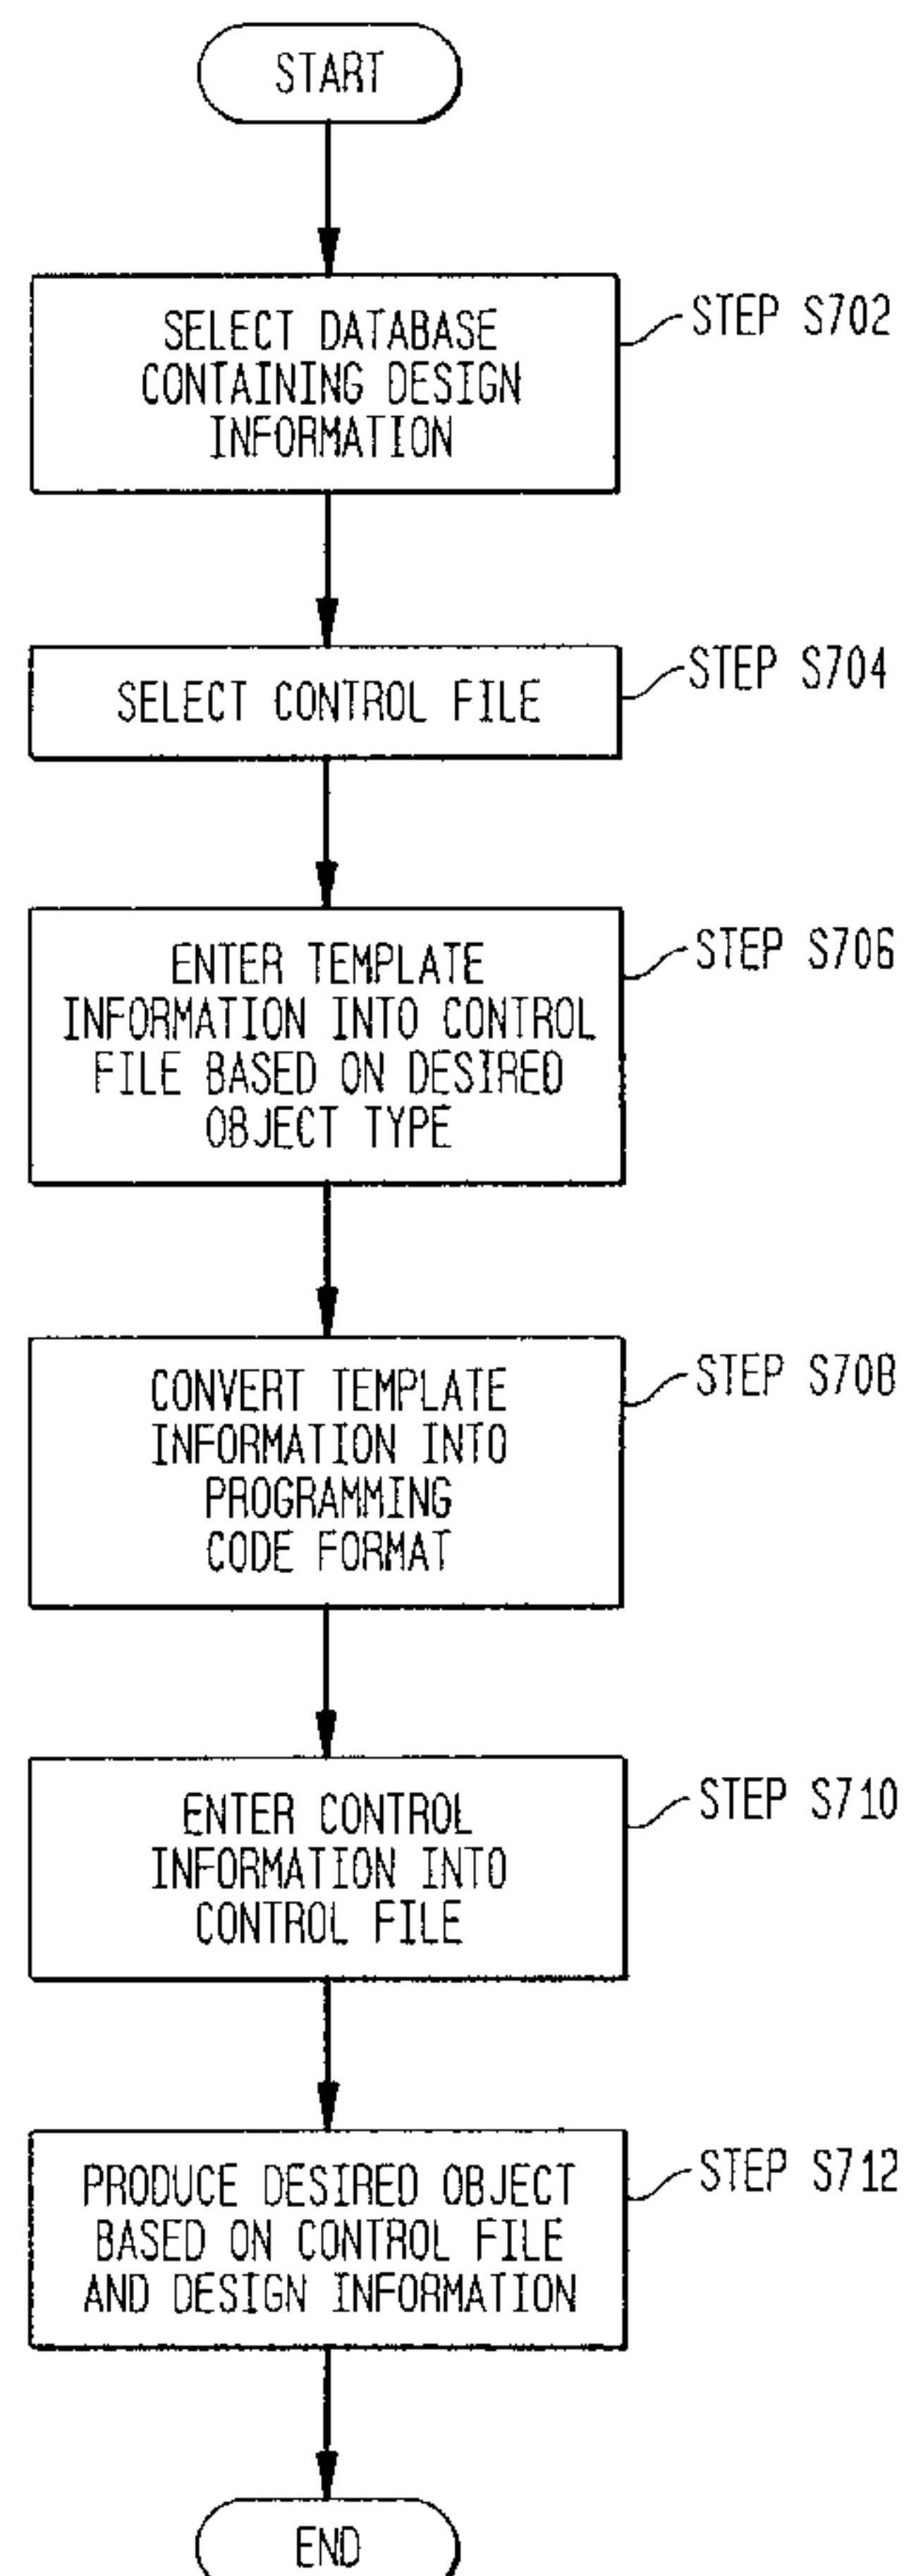 START
SELECT DATABASE
CONTAINING DESIGN
INFORMATION
STEP S702
SELECT CONTROL FILE
STEP S704
ENTER TEMPLATE
INFORMATION INTO CONTROL
FILE BASED ON DESIRED
OBJECT TYPE
STEP S706
CONVERT TEMPLATE
INFORMATION INTO
PROGRAMMING
CODE FORMAT
STEP S708
ENTER CONTROL
INFORMATION INTO
CONTROL FILE
STEP S710
PRODUCE DESIRED OBJECT
BASED ON CONTROL FILE
AND DESIGN INFORMATION
STEP S712
END